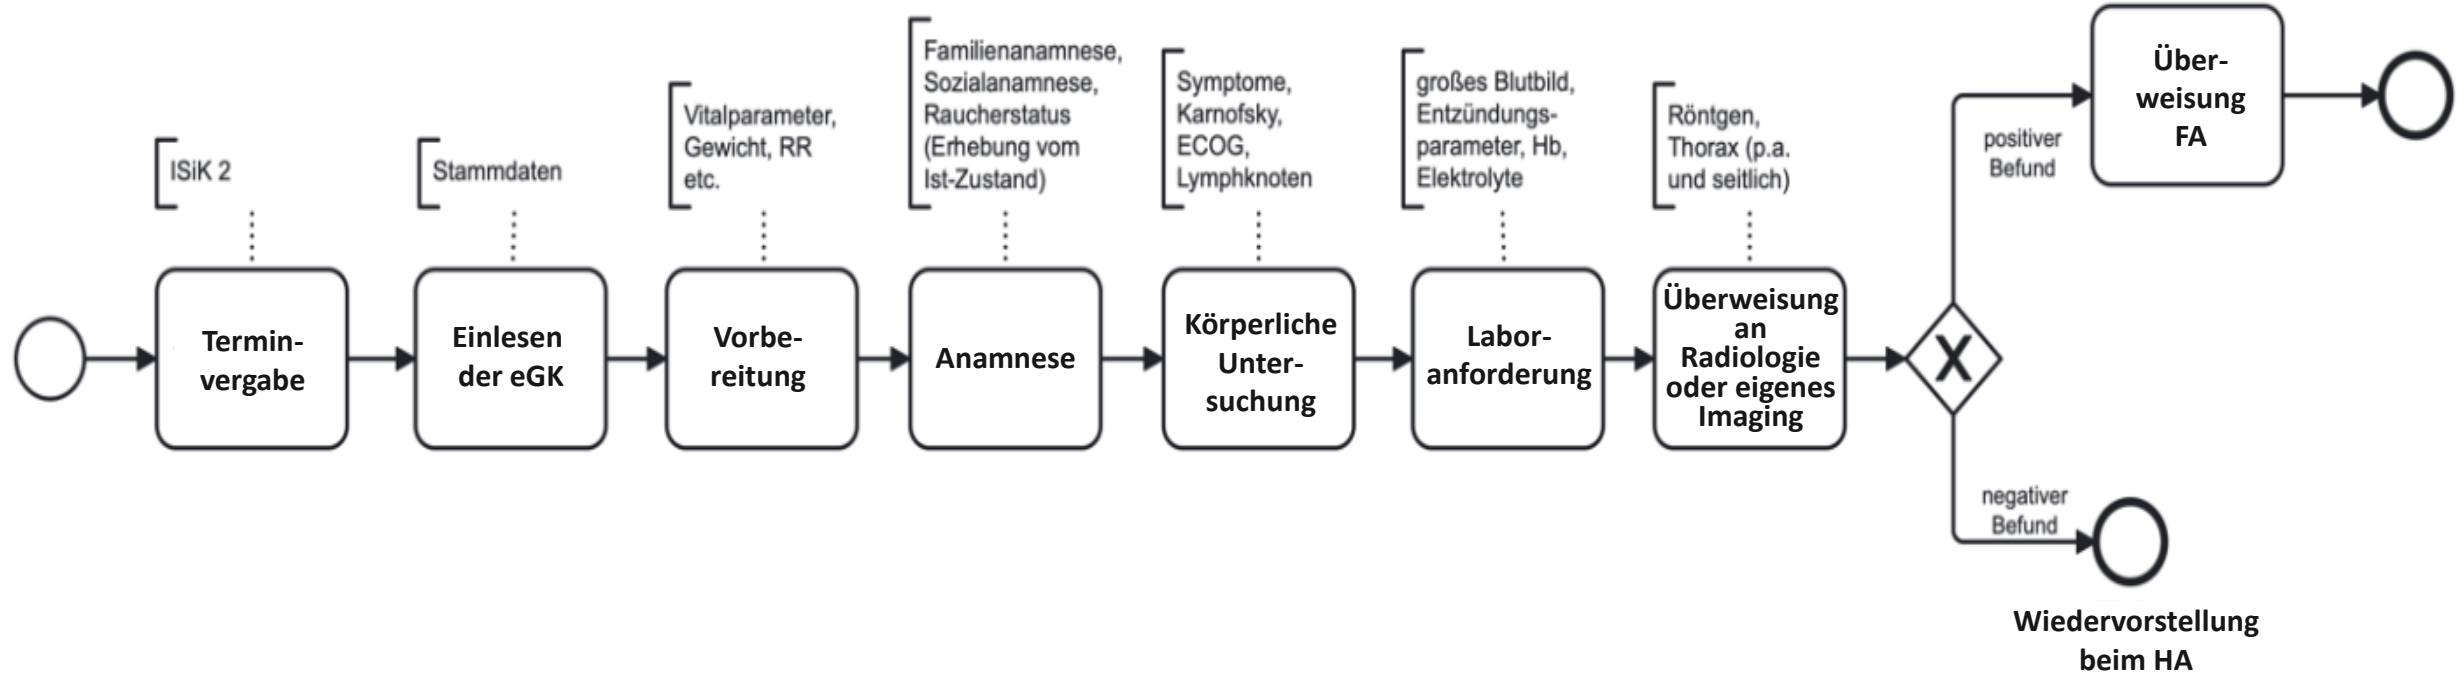 ISiK 2
Stammdaten
Vitalparameter,
Gewicht, RR
etc.
Familienanamnese,
Sozialanamnese,
Raucherstatus
(Erhebung vom
Ist-Zustand)
Symptome,
Karnofsky,
ECOG,
Lymphknoten
großes Blutbild,
Entzündungs-
parameter, Hb,
Elektrolyte
Röntgen,
Thorax (p.a.
und seitlich)
Termin-
vergabe
Einlesen
der eGK
Vorbe-
reitung
Anamnese
Körperliche
Unter-
suchung
Labor-
anforderung
Überweisung
an
Radiologie
oder eigenes
Imaging
X
positiver
Befund
Über-
weisung
FA
negativer
Befund
Wiedervorstellung
beim HA